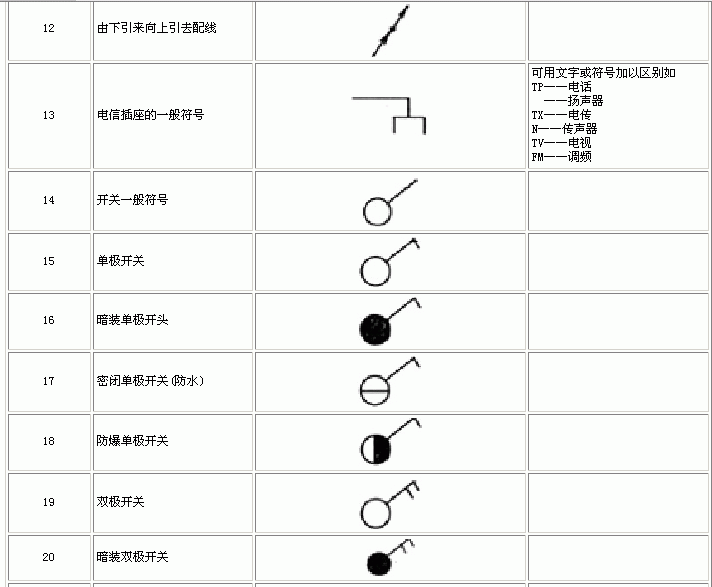 12
由下引来向上引去配线
13
电信插座的一般符号
可用文字或符号加以区别如
TP——电话
——扬声器
TX——电传
N——传声器
TV——电视
FM——调频
14
开关一般符号
15
单极开关
16
暗装单极开头
17
密闭单极开关(防水)
18
防爆单极开关
19
双极开关
20
暗装双极开关